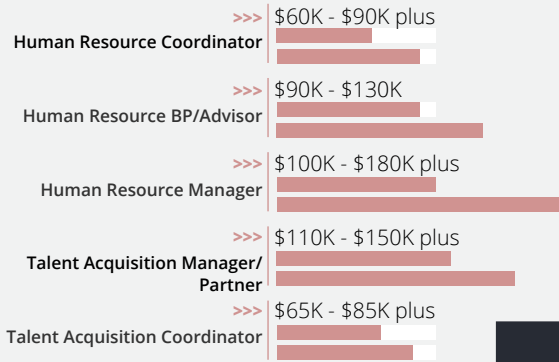 >>> $60K - $90K plus
Human Resource Coordinator
>>> $90K - $130K
Human Resource BP/Advisor
>>> $100K - $180K plus
Human Resource Manager
>>> $110K - $150K plus
Talent Acquisition Manager/
Partner
>>> $65K - $85K plus
Talent Acquisition Coordinator